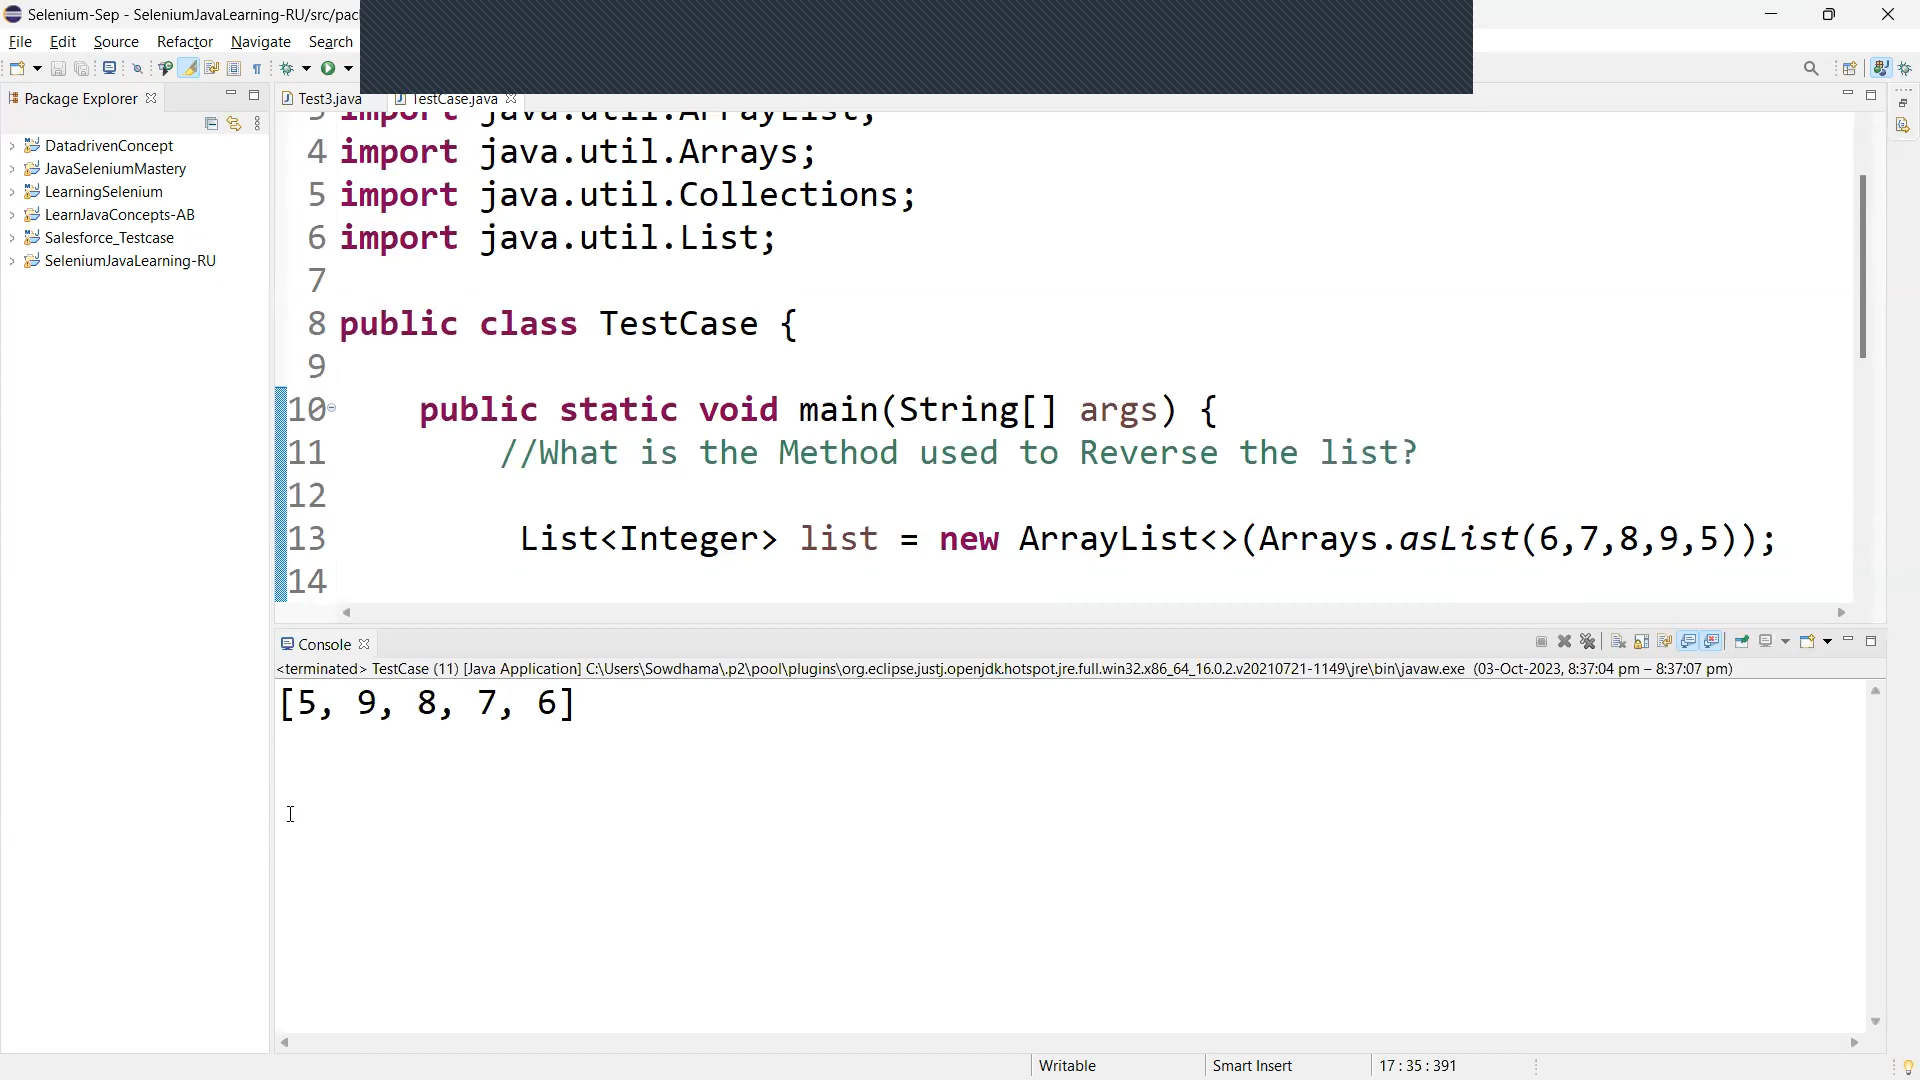 Selenium-Sep - SeleniumJavaLearning-RU/src/pac
File Edit Source Refactor Navigate Search
Package Explorer
Test3.java TestCase.java
DatadrivenConcept
JavaSeleniumMastery
LearningSelenium
LearnJavaConcepts-AB
Salesforce_Testcase
SeleniumJavaLearning-RU
3 import java.util.ArrayList;
4 import java.util.Arrays;
5 import java.util.Collections;
6 import java.util.List;
7
8 public class TestCase {
9
10 public static void main(String[] args) {
11 //What is the Method used to Reverse the list?
12
13 List<Integer> list = new ArrayList<>(Arrays.asList(6,7,8,9,5));
14
Console
<terminated> TestCase (11) [Java Application] C:\Users\Sowdhama\.p2\pool\plugins\org.eclipse.justj.openjdk.hotspot.jre.full.win32.x86_64_16.0.2.v20210721-1149\jre\bin\javaw.exe (03-Oct-2023, 8:37:04 pm – 8:37:07 pm)
[5, 9, 8, 7, 6]
Writable Smart Insert 17 : 35 : 391